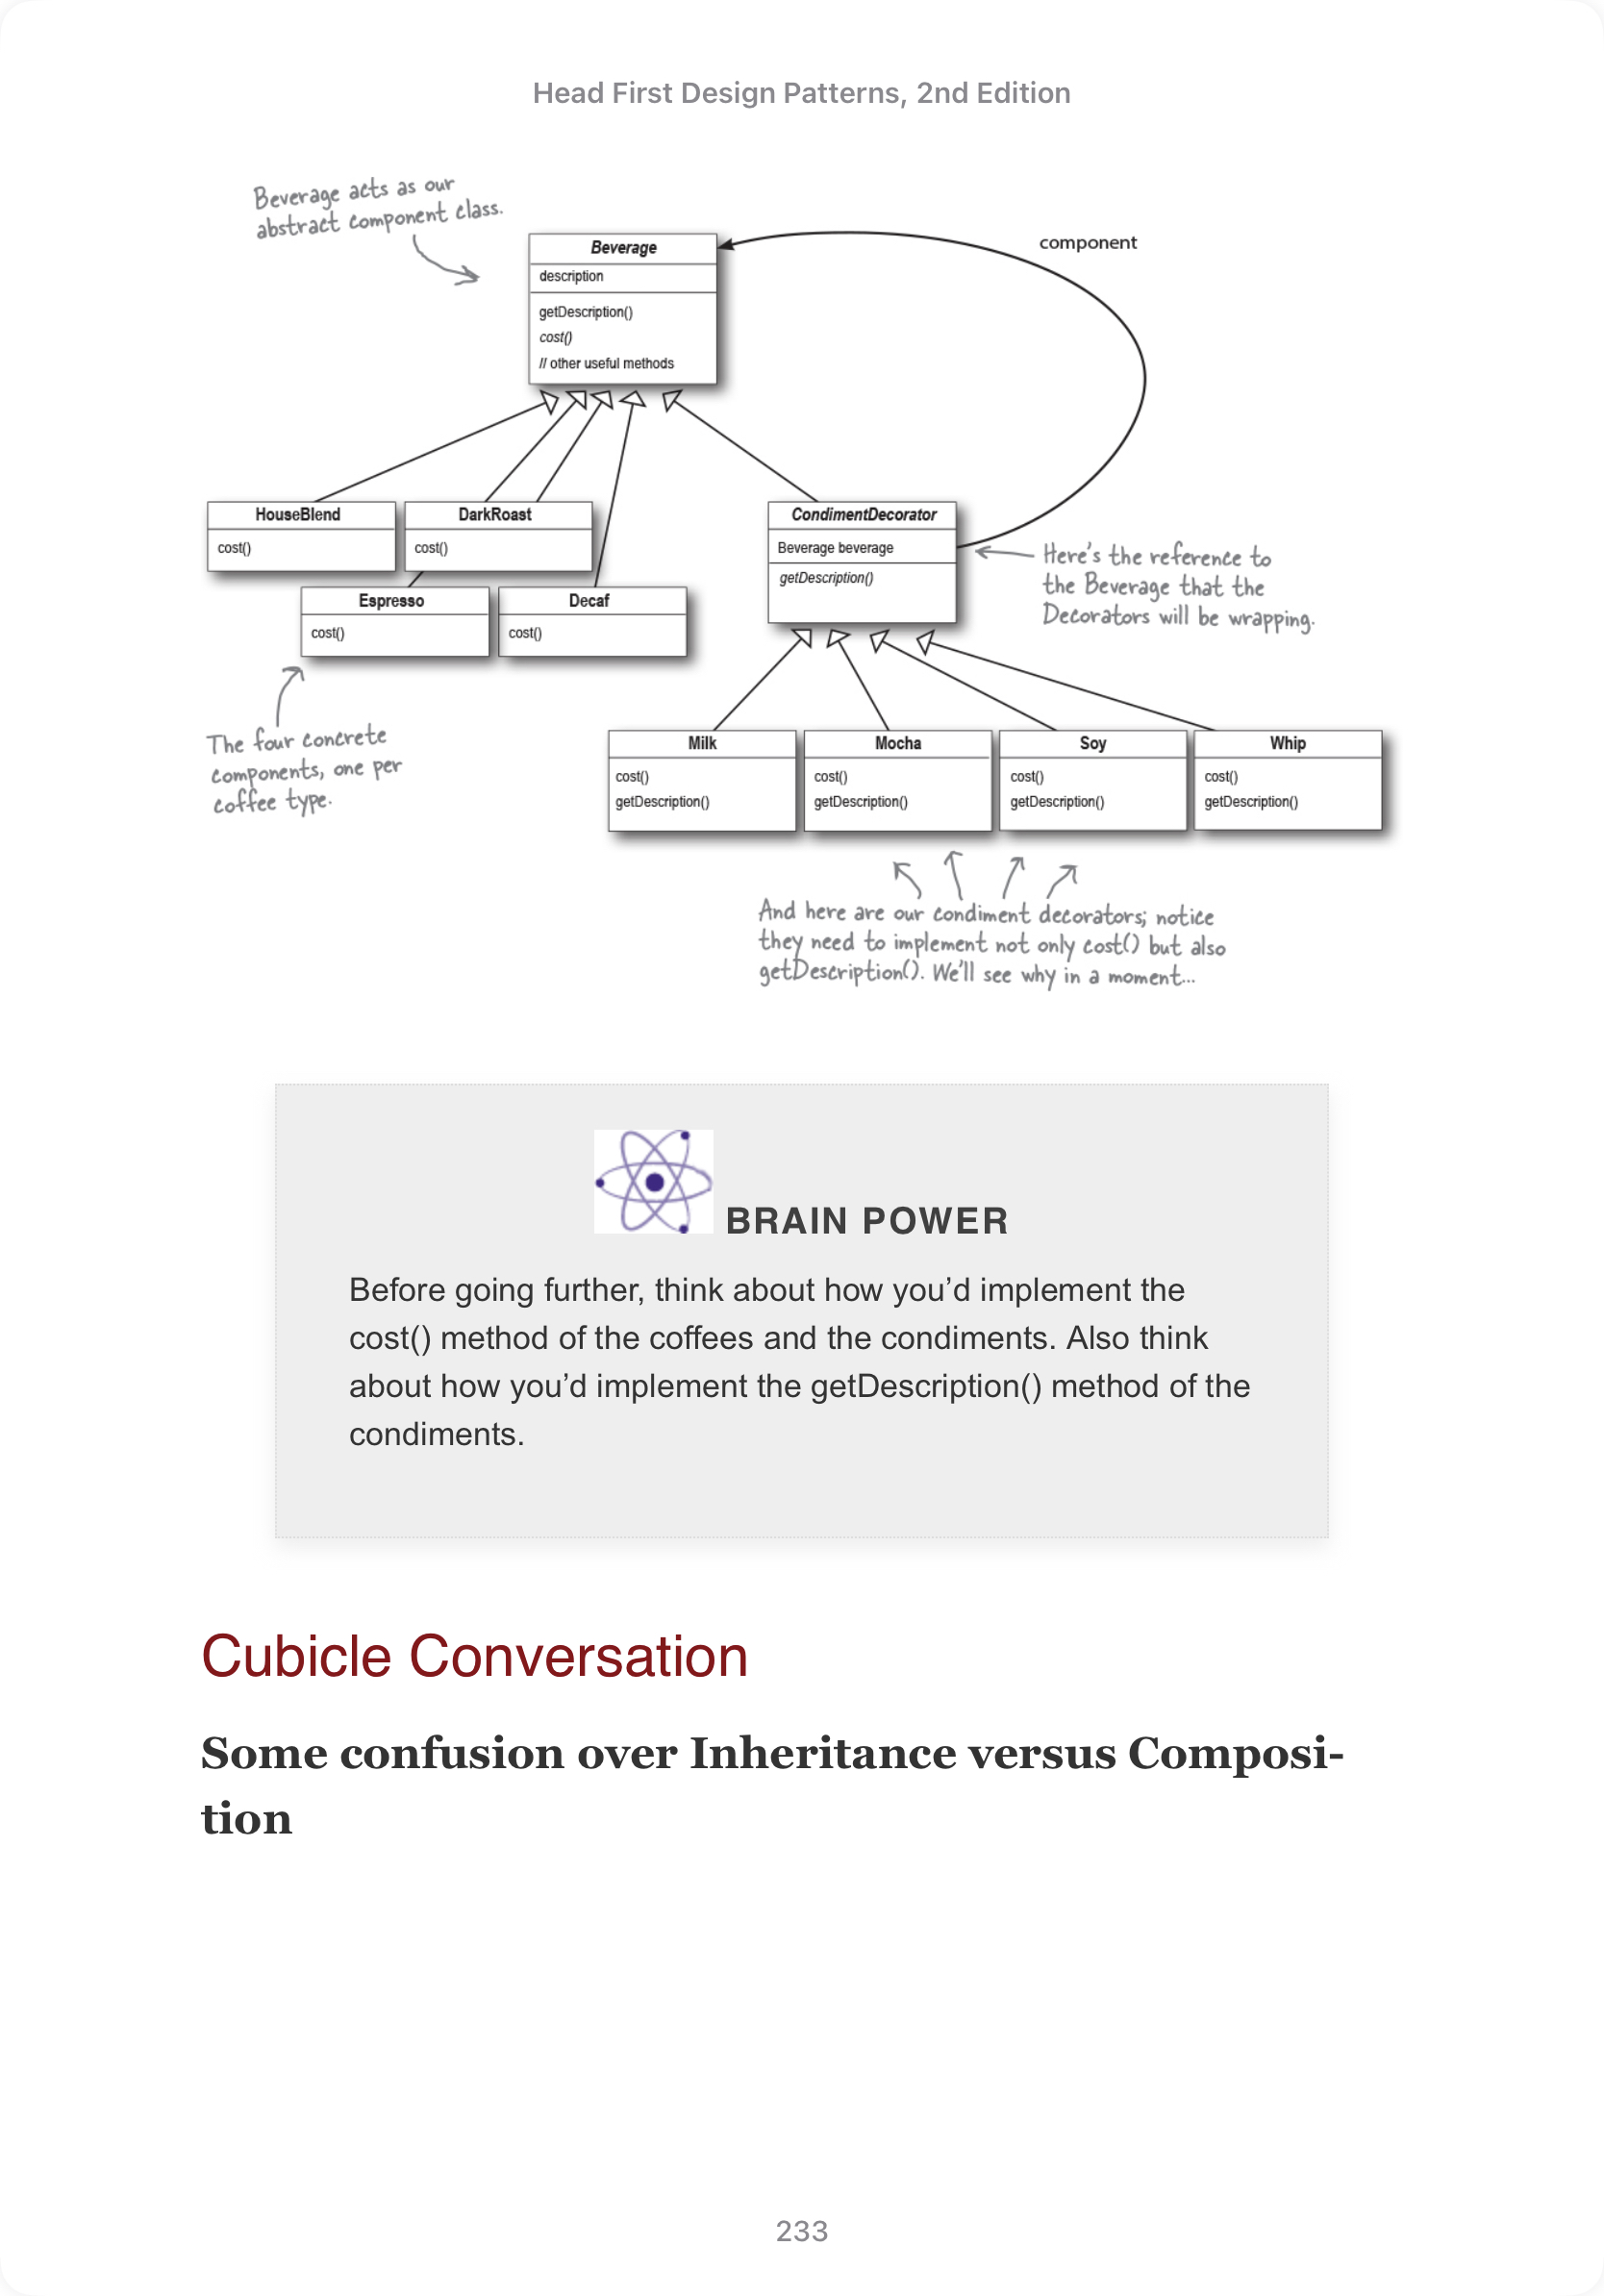 Head First Design Patterns, 2nd Edition
Beverage acts as our
abstract component class.
Beverage
description
getDescription()
cost()
// other useful methods
component
HouseBlend
cost()
DarkRoast
cost()
Espresso
cost()
Decaf
cost()
CondimentDecorator
Beverage beverage
getDescription()
Here's the reference to
the Beverage that the
Decorators will be wrapping.
The four concrete
components, one per
coffee type.
Milk
cost()
getDescription()
Mocha
cost()
getDescription()
Soy
cost()
getDescription()
Whip
cost()
getDescription()
And here are our condiment decorators; notice
they need to implement not only cost() but also
getDescription(). We'll see why in a moment...
BRAIN POWER
Before going further, think about how you’d implement the
cost() method of the coffees and the condiments. Also think
about how you’d implement the getDescription() method of the
condiments.
Cubicle Conversation
Some confusion over Inheritance versus Composi-
tion
233